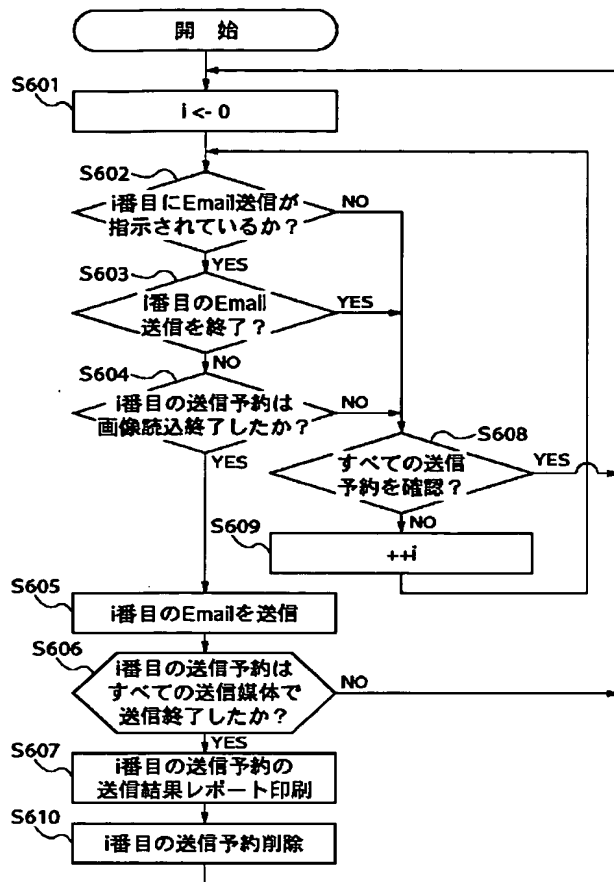 開 始
S601
i <- 0
S602
i番目にEmail送信が
指示されているか？
NO
YES
S603
i番目のEmail
送信を終了？
YES
NO
S604
i番目の送信予約は
画像読込終了したか？
NO
YES
S608
すべての送信
予約を確認？
YES
NO
S609
++i
S605
i番目のEmailを送信
S606
i番目の送信予約は
すべての送信媒体で
送信終了したか？
NO
YES
S607
i番目の送信予約の
送信結果レポート印刷
S610
i番目の送信予約削除